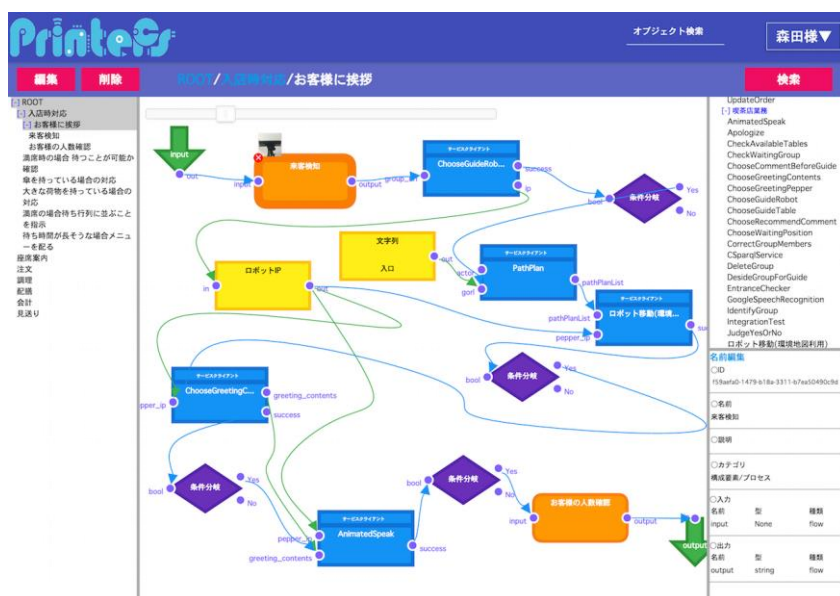 PrinteEs
オブジェクト検索
森田様▼
編集
削除
ROOT/入店時対応/お客様に挨拶
検索
[-] ROOT
[-] 入店時対応
[-] お客様に挨拶
来客検知
お客様の人数確認
満席時の場合 待つことが可能か
確認
傘を持っている場合の対応
大きな荷物を持っている場合の
対応
満席の場合待ち行列に並ぶこと
を指示
待ち時間が長そうな場合メニュ
ーを配る
座席案内
注文
調理
配膳
会計
見送り
input
out
来客検知
input
output
サービスクライアント
ChooseGuideRob...
group_
success
ip
条件分岐
bool
Yes
No
ロボットIP
in
out
文字列
入口
out
サービスクライアント
PathPlan
actor
gorl
pathPlanList
サービスクライアント
ロボット移動(環境...
pathPlanList
pepper_ip
su
条件分岐
bool
Yes
No
サービスクライアント
ChooseGreetingC...
pper_ip
greeting_contents
success
条件分岐
bool
Yes
No
サービスクライアント
AnimatedSpeak
pepper_ip
greeting_contents
success
条件分岐
bool
Yes
No
お客様の人数確認
input
output
output
UpdateOrder
[-] 喫茶店業務
AnimatedSpeak
Apologize
CheckAvailableTables
CheckWaitingGroup
ChooseCommentBeforeGuide
ChooseGreetingContents
ChooseGreetingPepper
ChooseGuideRobot
ChooseGuideTable
ChooseRecommendComment
ChooseWaitingPosition
CorrectGroupMembers
CSparqlService
DeleteGroup
DesideGroupForGuide
EntranceChecker
GoogleSpeechRecognition
IdentifyGroup
IntegrationTest
JudgeYesOrNo
ロボット移動(環境地図利用)
名前編集
○ID
f59aefa0-1479-b18a-3311-b7ea50490c9d
○名前
来客検知
○説明
○カテゴリ
構成要素/プロセス
○入力
名前 型 種類
input None flow
○出力
名前 型 種類
output string flow